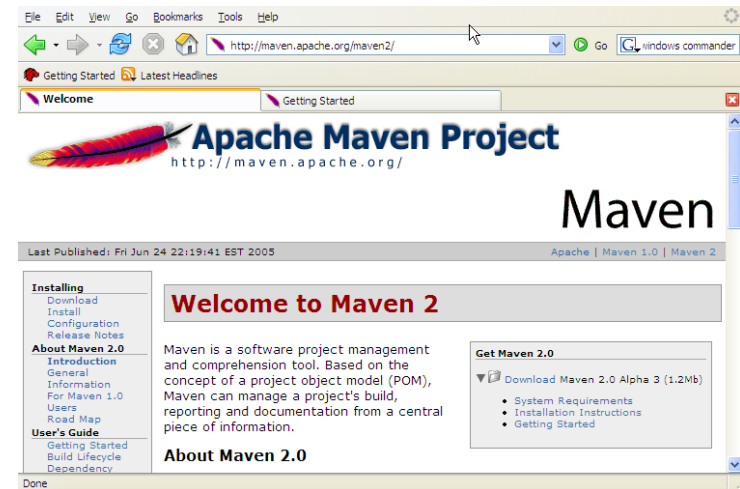 File Edit View Go Bookmarks Tools Help
http://maven.apache.org/maven2/ Go windows commander
Getting Started Latest Headlines
Welcome Getting Started
Apache Maven Project
http://maven.apache.org/
Maven
Last Published: Fri Jun 24 22:19:41 EST 2005 Apache | Maven 1.0 | Maven 2
Installing
Download
Install
Configuration
Release Notes
About Maven 2.0
Introduction
General
Information
For Maven 1.0
Users
Road Map
User's Guide
Getting Started
Build Lifecycle
Dependency
Welcome to Maven 2
Maven is a software project management
and comprehension tool. Based on the
concept of a project object model (POM),
Maven can manage a project's build,
reporting and documentation from a central
piece of information.
About Maven 2.0
Get Maven 2.0
Download Maven 2.0 Alpha 3 (1.2Mb)
• System Requirements
• Installation Instructions
• Getting Started
Done